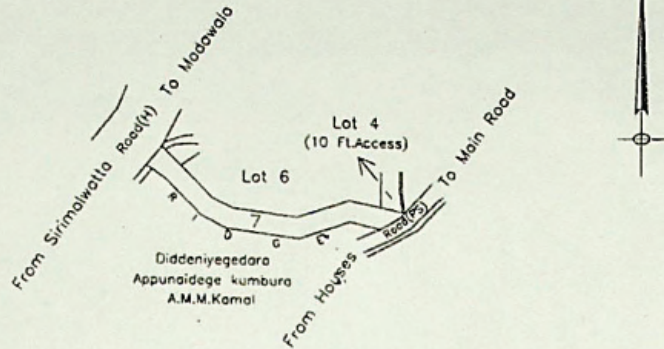 From Sirimalwatta Road(H) To Madawala
Lot 4
(10 Ft.Access)
Lot 6
7
RIDGE
Diddeniyegedara
Appunaidege kumbura
A.M.M.Kamal
From Houses Road(PS) To Main Road